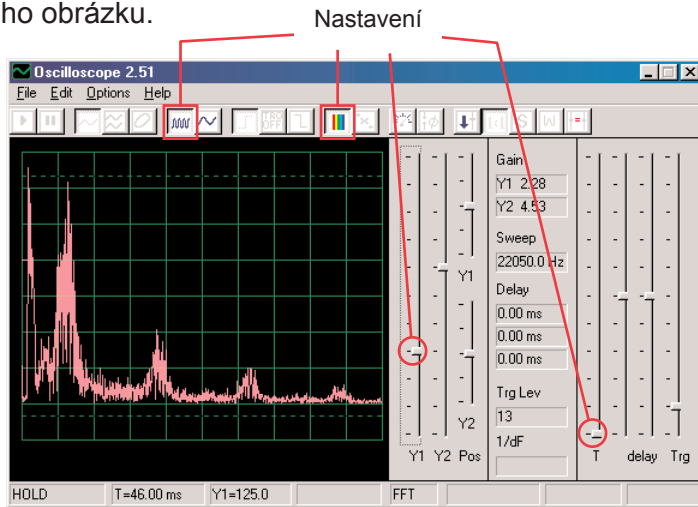 ho obrázku.
Nastavení
Oscilloscope 2.51
File Edit Options Help
TRG OFF
S W
Gain
Y1 2.28
Y2 4.53
Sweep
22050.0 Hz
Y1
Delay
0.00 ms
0.00 ms
0.00 ms
Trg Lev
13
Y2
1/dF
Y1 Y2 Pos
T delay Trg
HOLD T=46.00 ms Y1=125.0 FFT